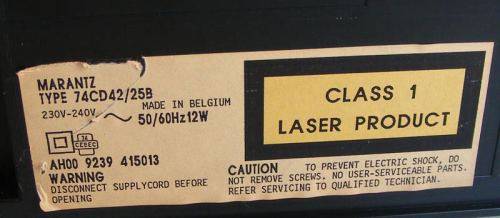 MARANTZ
TYPE 74CD42/25B
MADE IN BELGIUM
230V-240V ~ 50/60Hz12W
14
CEBEC
AH00 9239 415013
WARNING
DISCONNECT SUPPLYCORD BEFORE
OPENING
CLASS 1
LASER PRODUCT
CAUTION TO PREVENT ELECTRIC SHOCK, DO
NOT REMOVE SCREWS. NO USER-SERVICEABLE PARTS.
REFER SERVICING TO QUALIFIED TECHNICIAN.